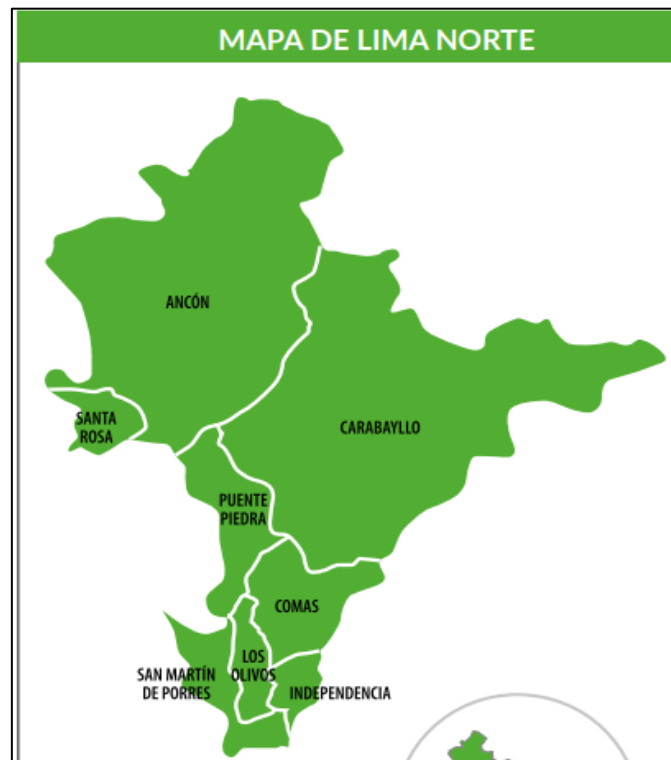 MAPA DE LIMA NORTE
ANCÓN
SANTA
ROSA
CARABAYLLO
PUENTE
PIEDRA
COMAS
LOS
OLIVOS
SAN MARTÍN
DE PORRES
INDEPENDENCIA